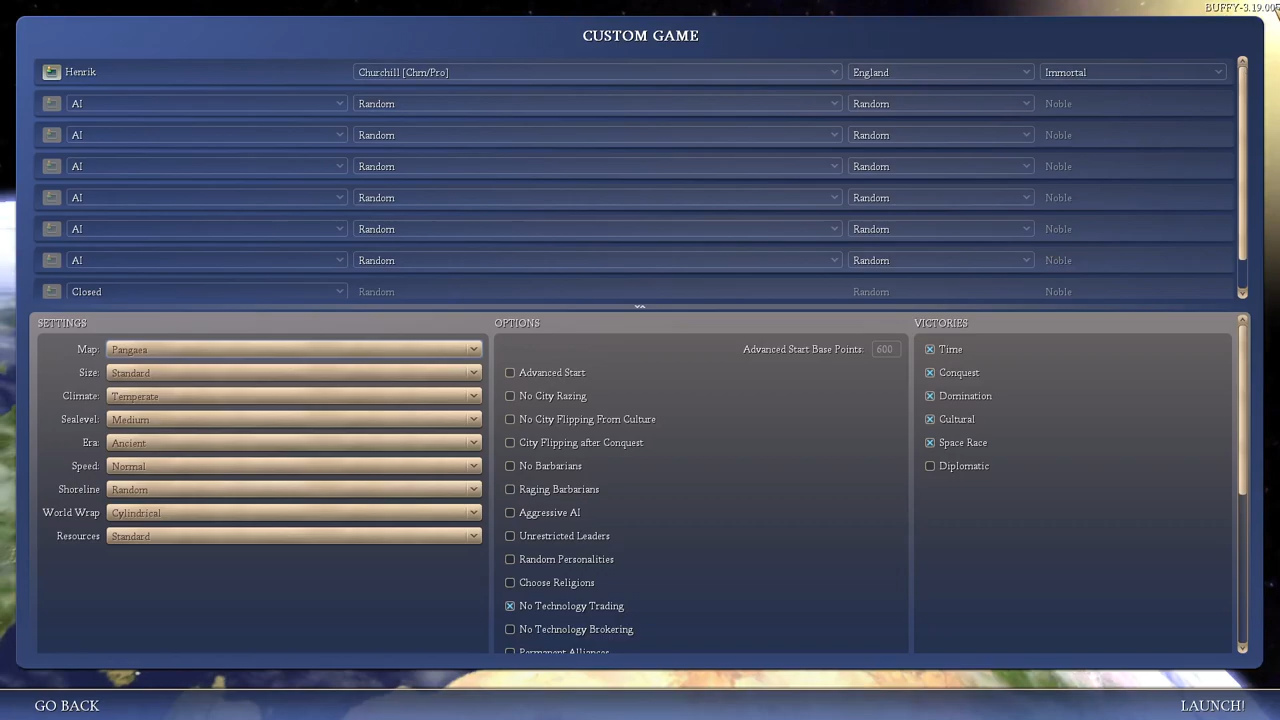 BUFFY-3.19.005
CUSTOM GAME
Henrik Churchill [Chm/Pro] England Immortal
AI Random Random Noble
AI Random Random Noble
AI Random Random Noble
AI Random Random Noble
AI Random Random Noble
AI Random Random Noble
Closed Random Random Noble
SETTINGS
Map: Pangaea
Size: Standard
Climate: Temperate
Sealevel: Medium
Era: Ancient
Speed: Normal
Shoreline Random
World Wrap Cylindrical
Resources Standard
OPTIONS
Advanced Start Base Points: 600
Advanced Start
No City Razing
No City Flipping From Culture
City Flipping after Conquest
No Barbarians
Raging Barbarians
Aggressive AI
Unrestricted Leaders
Random Personalities
Choose Religions
No Technology Trading
No Technology Brokering
Permanent Alliances
VICTORIES
Time
Conquest
Domination
Cultural
Space Race
Diplomatic
GO BACK
LAUNCH!